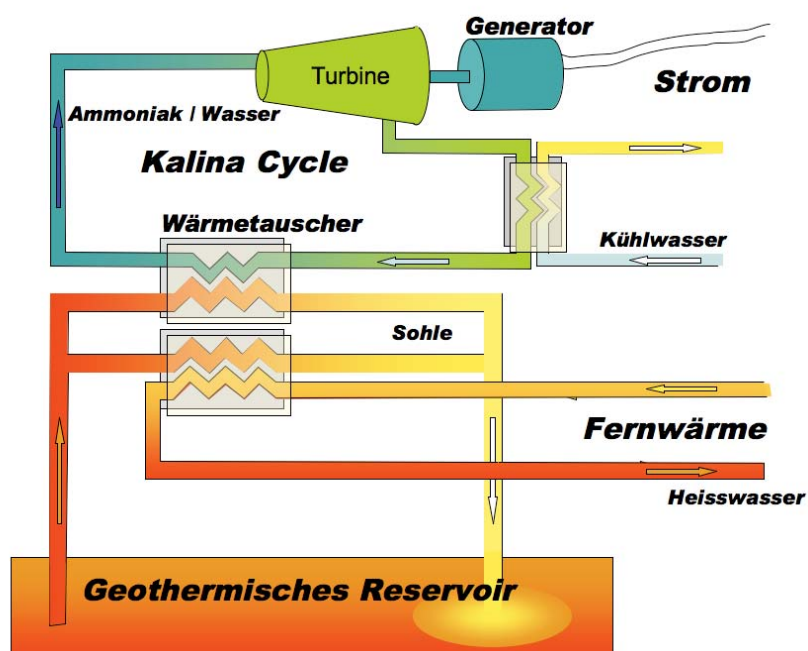 Generator
Turbine
Strom
Ammoniak / Wasser
Kalina Cycle
Wärmetauscher
Kühlwasser
Sohle
Fernwärme
Heisswasser
Geothermisches Reservoir